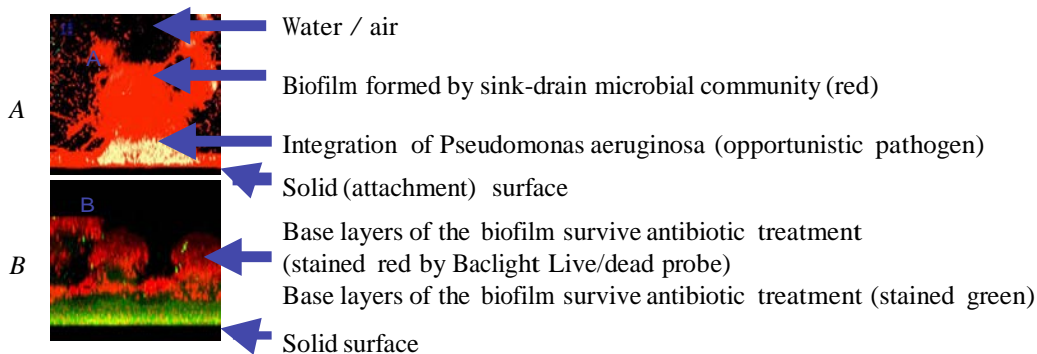 A
Water / air
A
Biofilm formed by sink-drain microbial community (red)
Integration of Pseudomonas aeruginosa (opportunistic pathogen)
Solid (attachment) surface
B
B
Base layers of the biofilm survive antibiotic treatment
(stained red by Baclight Live/dead probe)
Base layers of the biofilm survive antibiotic treatment (stained green)
Solid surface